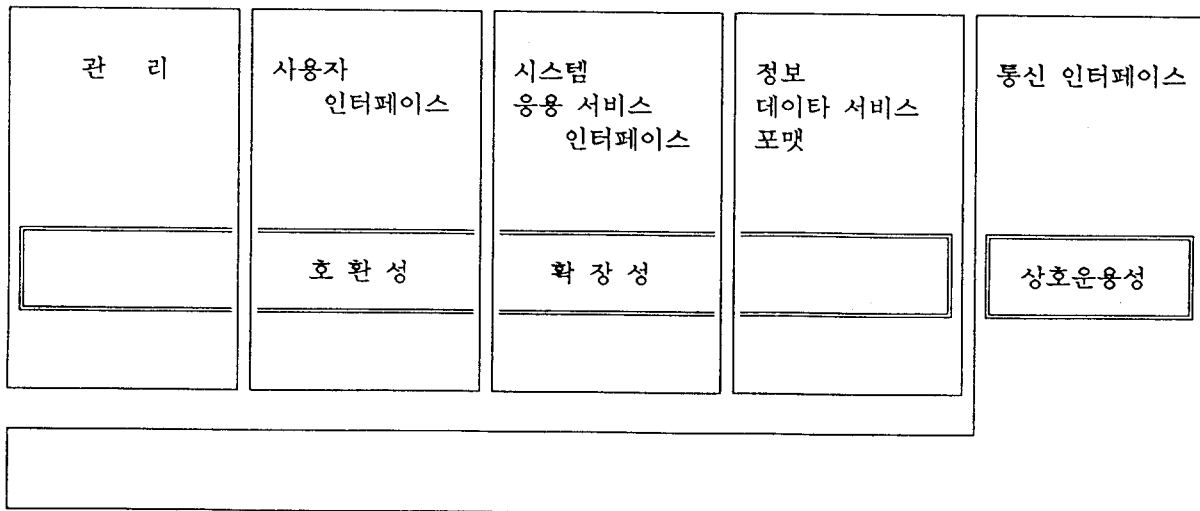 관 리
사용자
인터페이스
시스템
응용 서비스
인터페이스
정보
데이타 서비스
포맷
통신 인터페이스
호 환 성
확 장 성
상호운용성